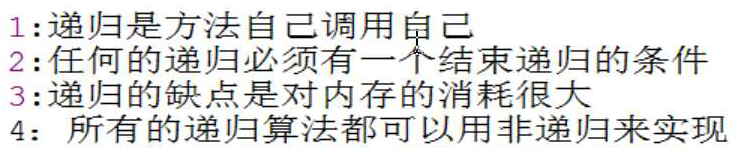 1:递归是方法自己调用自己
2:任何的递归必须有一个结束递归的条件
3:递归的缺点是对内存的消耗很大
4: 所有的递归算法都可以用非递归来实现